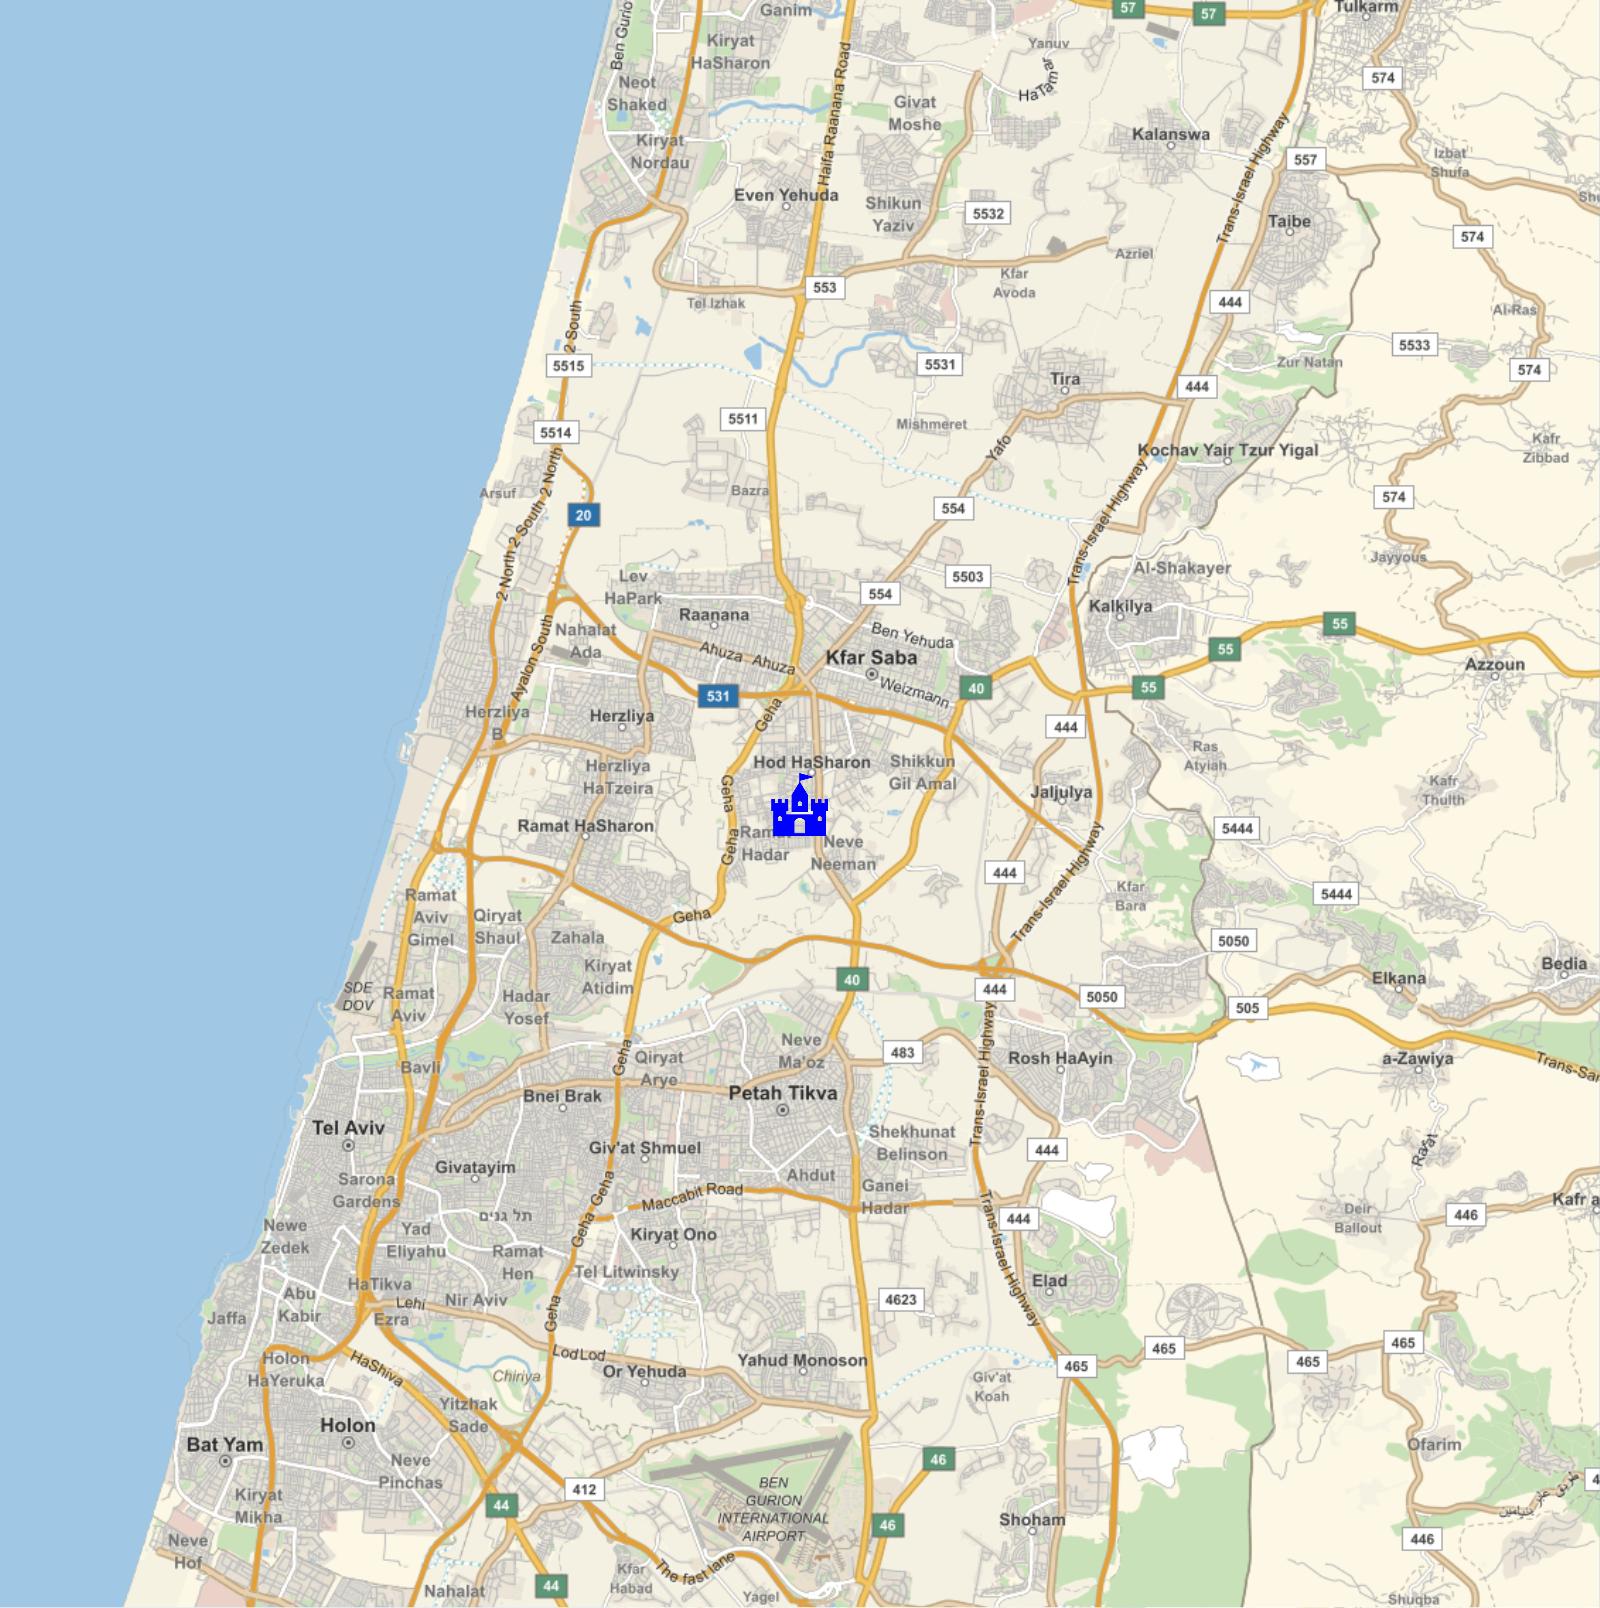 Ganim
57
57
Tulkarm
Ben Gurio
Kiryat
HaSharon
Yanuv
Haifa Raanana Road
574
Neot
Shaked
HaTamar
Givat
Moshe
Kalanswa
Kiryat
Nordau
Trans-Israel Highway
557
Izbat
Shufa
Even Yehuda
Shikun
Yaziv
5532
Taibe
574
Azriel
Kfar
Avoda
553
Tel Izhak
444
Al-Ras
2 South
5515
5531
5533
Zur Natan
574
Tira
444
5511
5514
Mishmeret
Yafo
Kochav Yair Tzur Yigal
Kfar
Zibbad
Bazra
Arsuf
2 North 2 South 2 North
20
554
Trans-Israel Highway
574
Jayyous
Lev
HaPark
5503
Al-Shakayer
554
Raanana
Kalkilya
55
Nahalat
Ada
Ben Yehuda
55
Ayalon South
Ahuza Ahuza
Kfar Saba
Azzoun
531
Weizmann
40
55
Herzliya
B
Herzliya
Geha
444
Hod HaSharon
Shikkun
Gil Amal
Ras
Atyiah
Herzliya
HaTzeira
Geha
Jaljulya
Kfar
Thulth
Ramat HaSharon
Geha
Hadar
Neve
Neeman
5444
444
Trans-Israel Highway
Kfar
Bara
5444
Ramat
Aviv
Gimel
Qiryat
Shaul
Geha
Zahala
5050
Kiryat
Atidim
40
Bedia
SDE
DOV
Ramat
Aviv
Hadar
Yosef
444
5050
Elkana
505
Bavli
Geha
Qiryat
Arye
Neve
Ma'oz
483
Trans-Israel Highway
Rosh HaAyin
a-Zawiya
Trans-Sa
Bnei Brak
Petah Tikva
Tel Aviv
Giv'at Shmuel
Shekhunat
Belinson
444
Rafat
Givatayim
Sarona
Gardens
Geha Geha
Maccabit Road
Ahdut
Ganei
Hadar
Kafr a
Newe
Zedek
Yad
Eliyahu
תל גנים
Kiryat Ono
444
Deir
Ballout
446
Ramat
Hen
Tel Litwinsky
Trans-Israel Highway
Elad
HaTikva
Abu
Kabir
Lehi
Nir Aviv
4623
Jaffa
Ezra
Geha
465
465
Holon
HaYeruka
HaShiva
Lod Lod
Chiriya
Or Yehuda
Yahud Monoson
465
465
Giv'at
Koah
Yitzhak
Sade
Holon
Bat Yam
Neve
Pinchas
46
Ofarim
Kiryat
Mikha
44
412
BEN
GURION
INTERNATIONAL
AIRPORT
46
Shoham
446
Neve
Hof
Nahalat
44
Kfar
Habad
The fast lane
Yagel
Shuqba